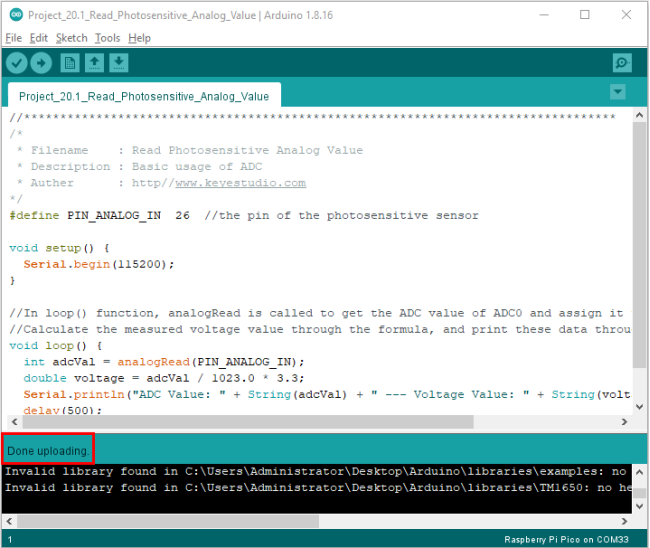 Project_20.1_Read_Photosensitive_Analog_Value | Arduino 1.8.16
File Edit Sketch Tools Help
Project_20.1_Read_Photosensitive_Analog_Value
//**********************************************************************************
/*
 * Filename    : Read Photosensitive Analog Value
 * Description : Basic usage of ADC
 * Auther      : http//www.keyestudio.com
*/
#define PIN_ANALOG_IN  26  //the pin of the photosensitive sensor
void setup() {
  Serial.begin(115200);
}
//In loop() function, analogRead is called to get the ADC value of ADC0 and assign it
//Calculate the measured voltage value through the formula, and print these data throu
void loop() {
  int adcVal = analogRead(PIN_ANALOG_IN);
  double voltage = adcVal / 1023.0 * 3.3;
  Serial.println("ADC Value: " + String(adcVal) + " --- Voltage Value: " + String(volt
  delay(500);
Done uploading.
Invalid library found in C:\Users\Administrator\Desktop\Arduino\libraries\examples: no
Invalid library found in C:\Users\Administrator\Desktop\Arduino\libraries\TM1650: no he
1 Raspberry Pi Pico on COM33